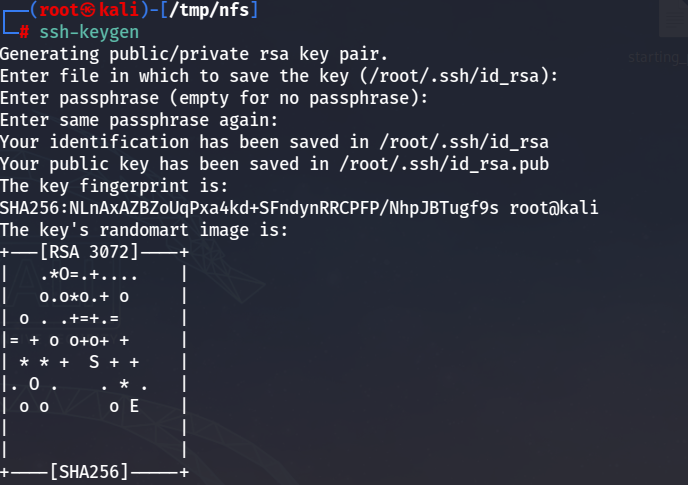 ┌──(root㉿kali)-[/tmp/nfs]
└─# ssh-keygen
Generating public/private rsa key pair.
Enter file in which to save the key (/root/.ssh/id_rsa):
Enter passphrase (empty for no passphrase):
Enter same passphrase again:
Your identification has been saved in /root/.ssh/id_rsa
Your public key has been saved in /root/.ssh/id_rsa.pub
The key fingerprint is:
SHA256:NLnAxAZBZoUqPxa4kd+SFndynRRCPFP/NhpJBTugf9s root@kali
The key's randomart image is:
+---[RSA 3072]----+
|   .*O=.+....    |
|   o.o*o.+ o     |
| o . .+=+.=      |
|= + o o+o+ +     |
| * * +  S + +    |
|. O .    . * .   |
| o o      o E    |
|                 |
|                 |
+----[SHA256]-----+
starting_